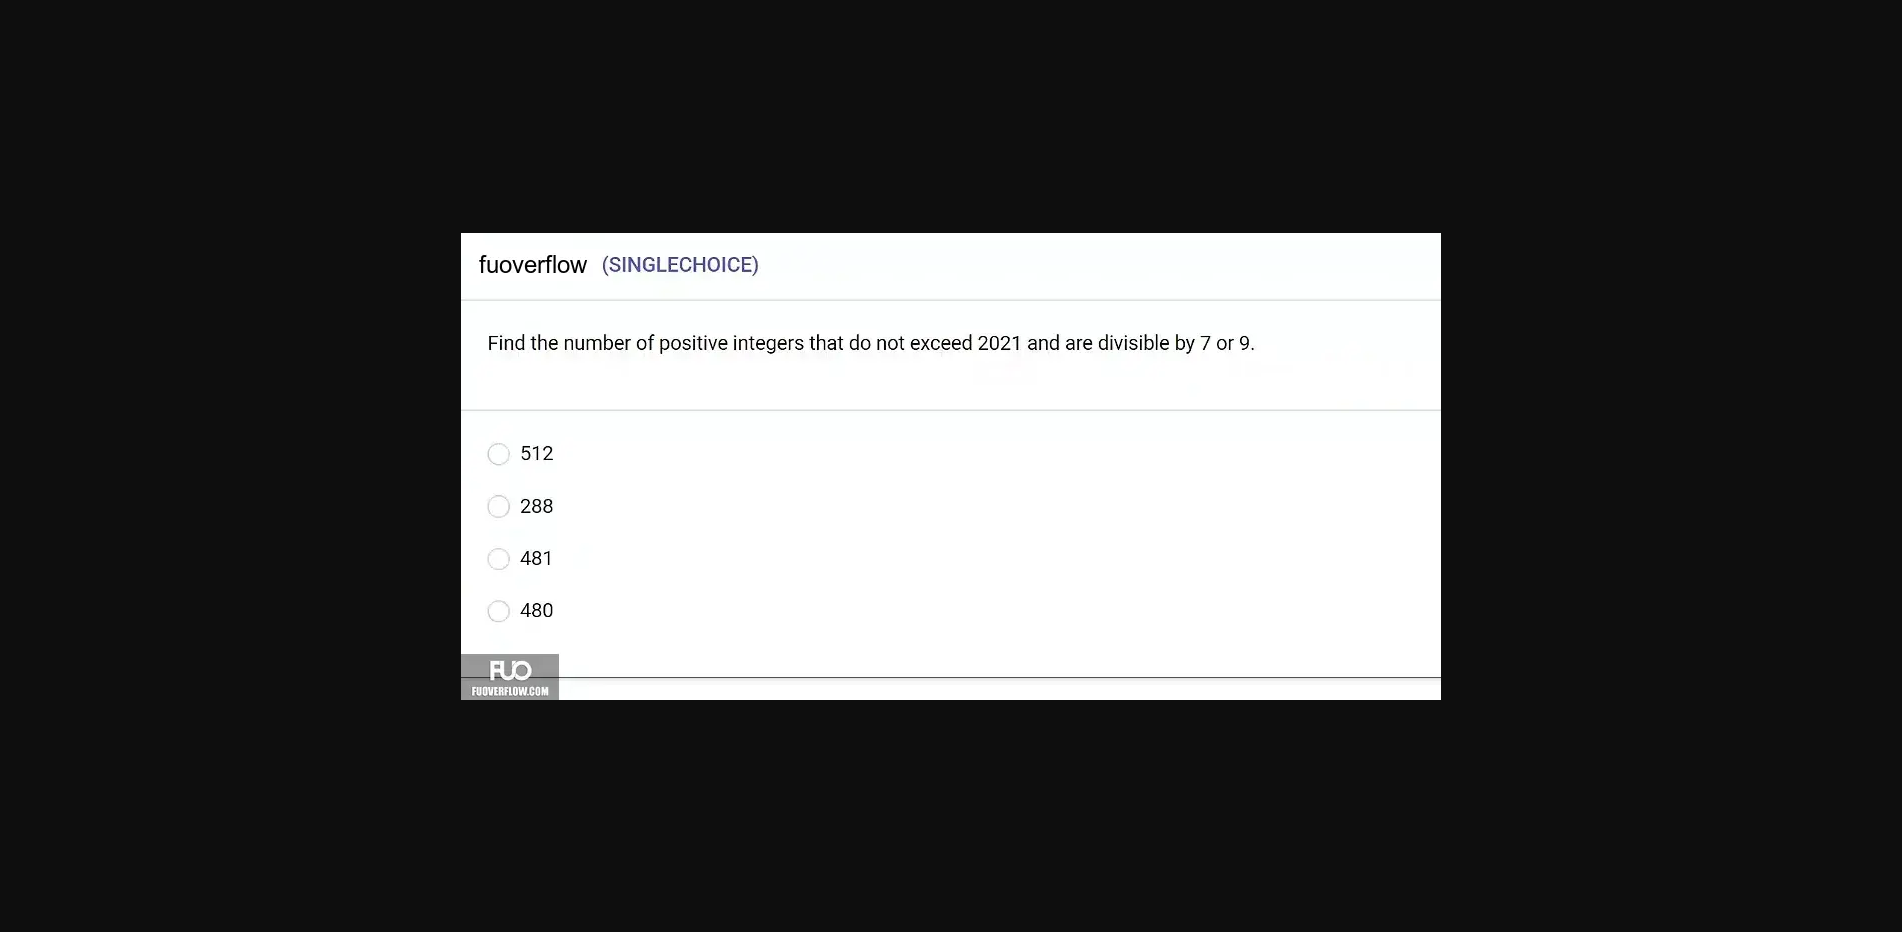 fuoverflow (SINGLECHOICE)
Find the number of positive integers that do not exceed 2021 and are divisible by 7 or 9.
512
288
481
480
FUO
FUOVERFLOW.COM